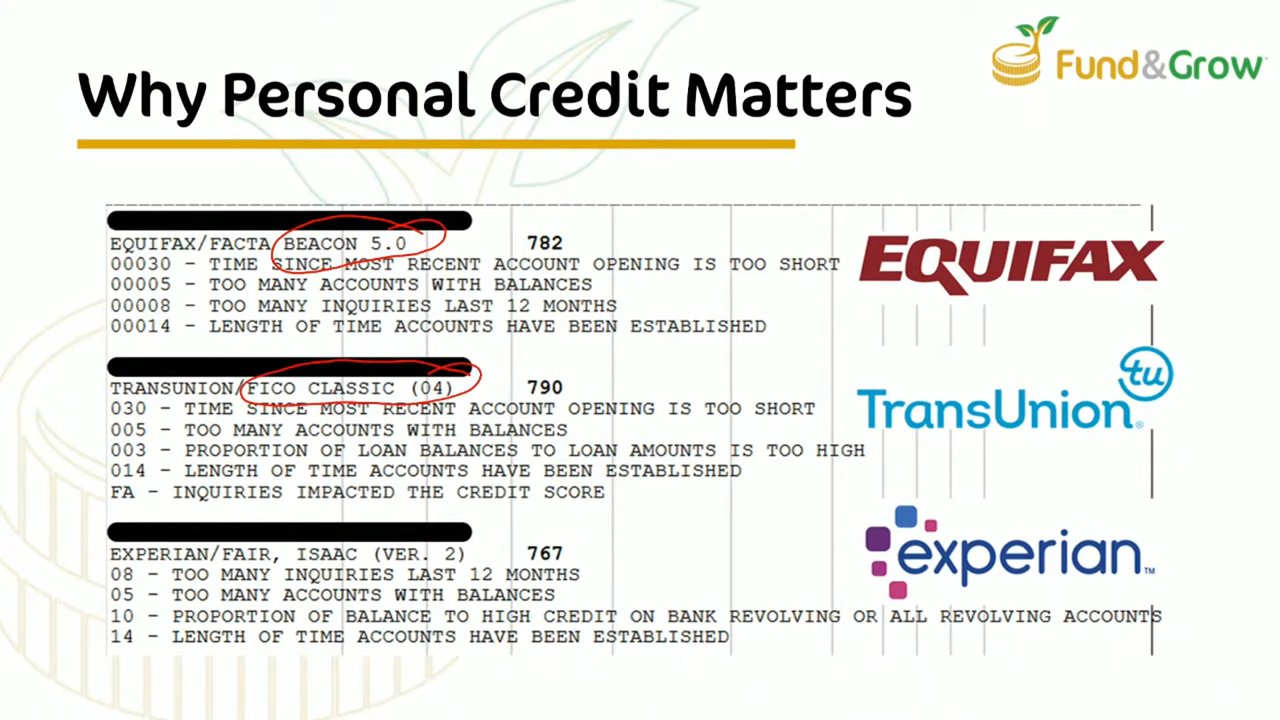 Fund&Grow
Why Personal Credit Matters
EQUIFAX/FACTA BEACON 5.0 782
00030 - TIME SINCE MOST RECENT ACCOUNT OPENING IS TOO SHORT
00005 - TOO MANY ACCOUNTS WITH BALANCES
00008 - TOO MANY INQUIRIES LAST 12 MONTHS
00014 - LENGTH OF TIME ACCOUNTS HAVE BEEN ESTABLISHED
EQUIFAX
TRANSUNION/FICO CLASSIC (04) 790
030 - TIME SINCE MOST RECENT ACCOUNT OPENING IS TOO SHORT
005 - TOO MANY ACCOUNTS WITH BALANCES
003 - PROPORTION OF LOAN BALANCES TO LOAN AMOUNTS IS TOO HIGH
014 - LENGTH OF TIME ACCOUNTS HAVE BEEN ESTABLISHED
FA - INQUIRIES IMPACTED THE CREDIT SCORE
tu
TransUnion®
EXPERIAN/FAIR, ISAAC (VER. 2) 767
08 - TOO MANY INQUIRIES LAST 12 MONTHS
05 - TOO MANY ACCOUNTS WITH BALANCES
10 - PROPORTION OF BALANCE TO HIGH CREDIT ON BANK REVOLVING OR ALL REVOLVING ACCOUNTS
14 - LENGTH OF TIME ACCOUNTS HAVE BEEN ESTABLISHED
experian™